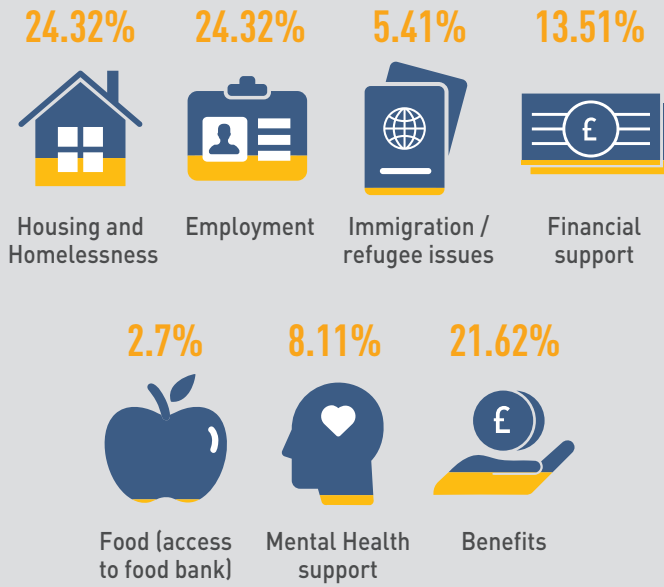 24.32% 24.32% 5.41% 13.51%
£
Housing and
Homelessness
Employment
Immigration /
refugee issues
Financial
support
2.7% 8.11% 21.62%
£
Food (access
to food bank)
Mental Health
support
Benefits